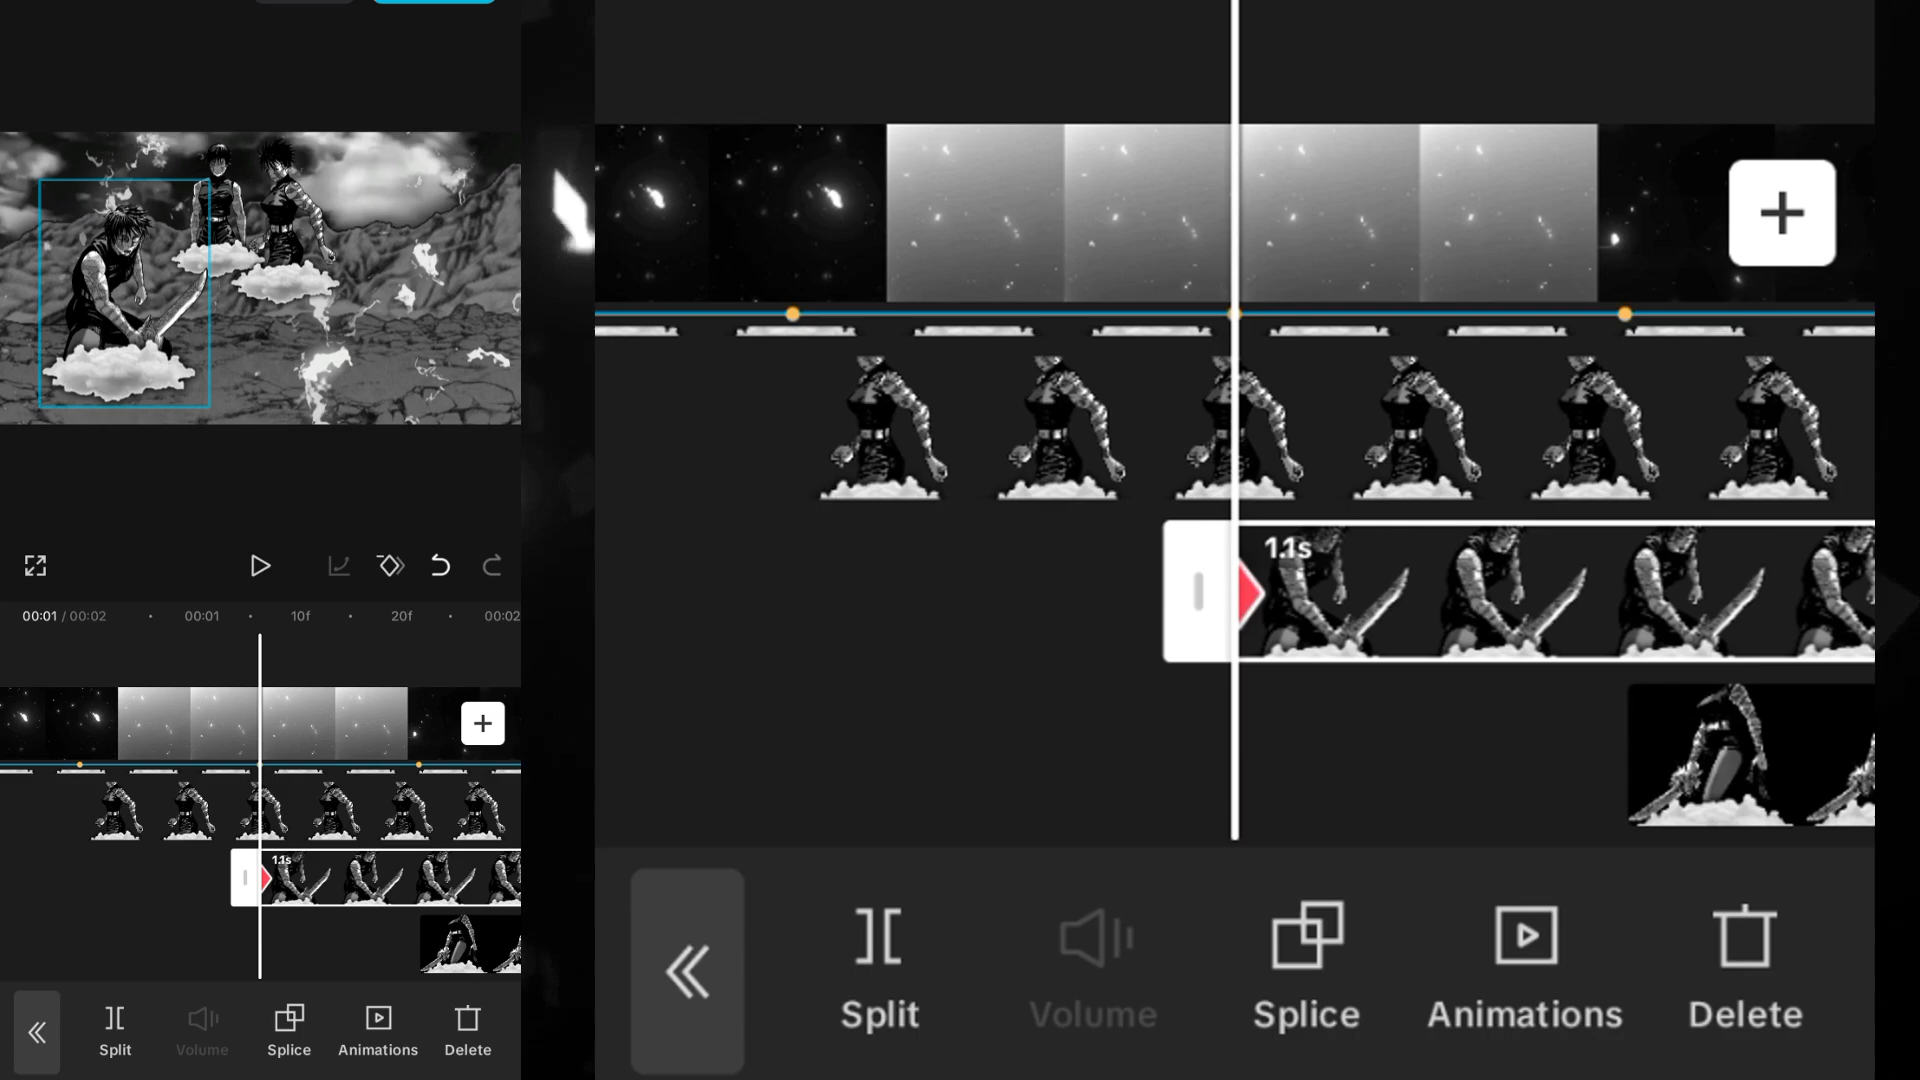 00:01 / 00:02
00:01
10f
20f
00:02
1.1s
Split
Volume
Splice
Animations
Delete
1.1s
Split
Volume
Splice
Animations
Delete